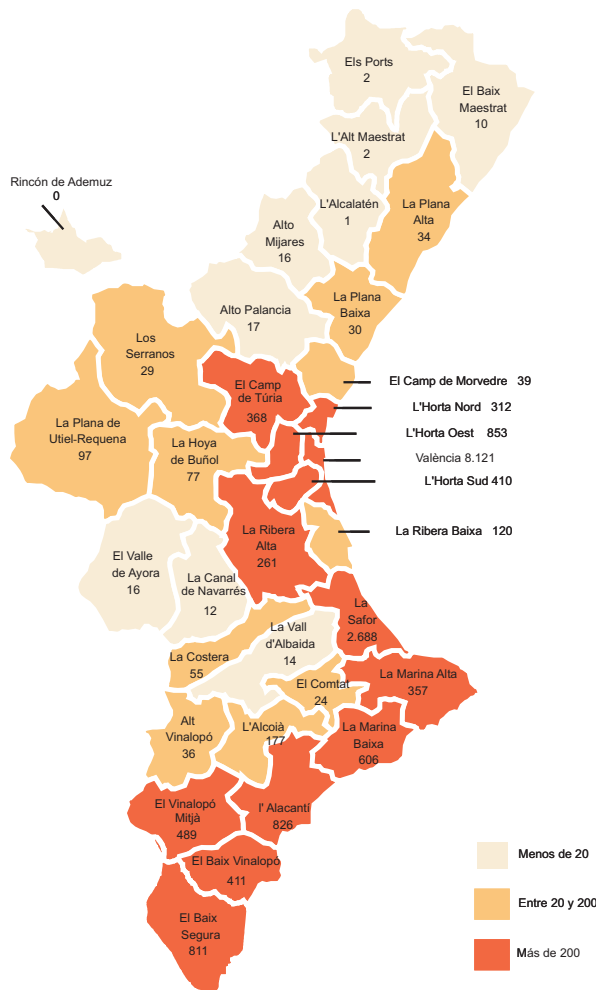 Els Ports
2
El Baix
Maestrat
10
L'Alt Maestrat
2
Rincón de Ademuz
0
L'Alcalatén
1
La Plana
Alta
34
Alto
Mijares
16
La Plana
Baixa
30
Alto Palancia
17
Los
Serranos
29
El Camp de Morvedre 39
El Camp
de Túria
368
L'Horta Nord 312
La Plana de
Utiel-Requena
97
L'Horta Oest 853
La Hoya
de Buñol
77
València 8.121
L'Horta Sud 410
La Ribera
Alta
261
La Ribera Baixa 120
El Valle
de Ayora
16
La Canal
de Navarrés
12
La
Safor
2.688
La Vall
d'Albaida
14
La Costera
55
La Marina Alta
357
El Comtat
24
Alt
Vinalopó
36
L'Alcoià
177
La Marina
Baixa
606
El Vinalopó
Mitjà
489
l' Alacantí
826
El Baix Vinalopó
411
El Baix
Segura
811
Menos de 20
Entre 20 y 200
Más de 200